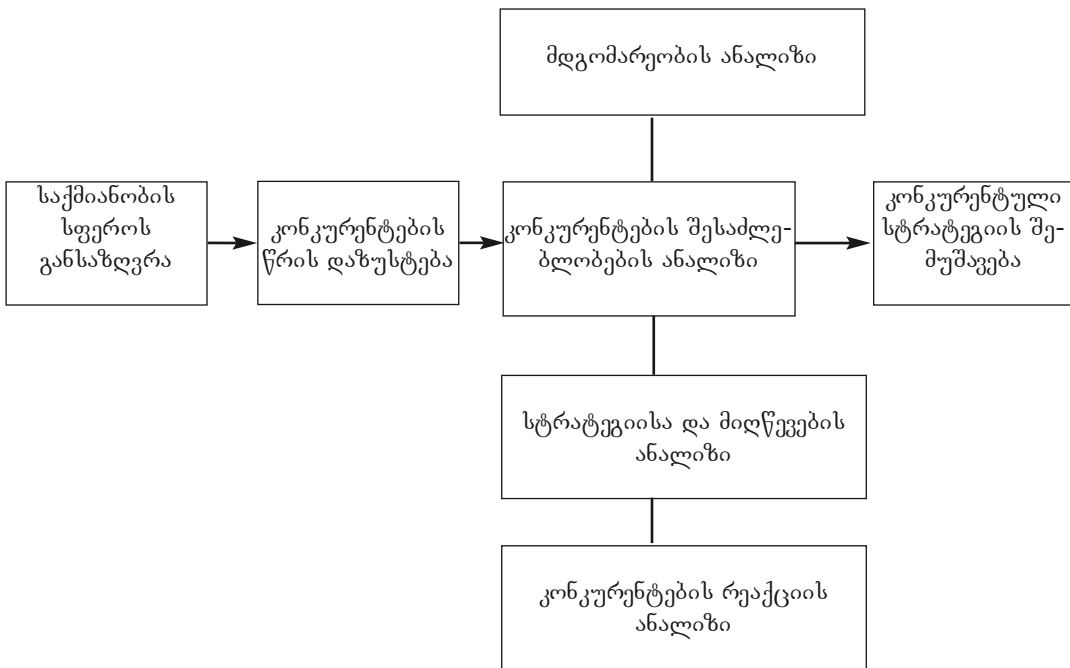 მდგომარეობის ანალიზი
საქმიანობის
სფეროს
განსაზღვრა
კონკურენტების
წრის დაზუსტება
კონკურენტების შესაძლე-
ბლობების ანალიზი
კონკურენტული
სტრატეგიის შე-
მუშავება
სტრატეგიისა და მიღწევების
ანალიზი
კონკურენტების რეაქციის
ანალიზი